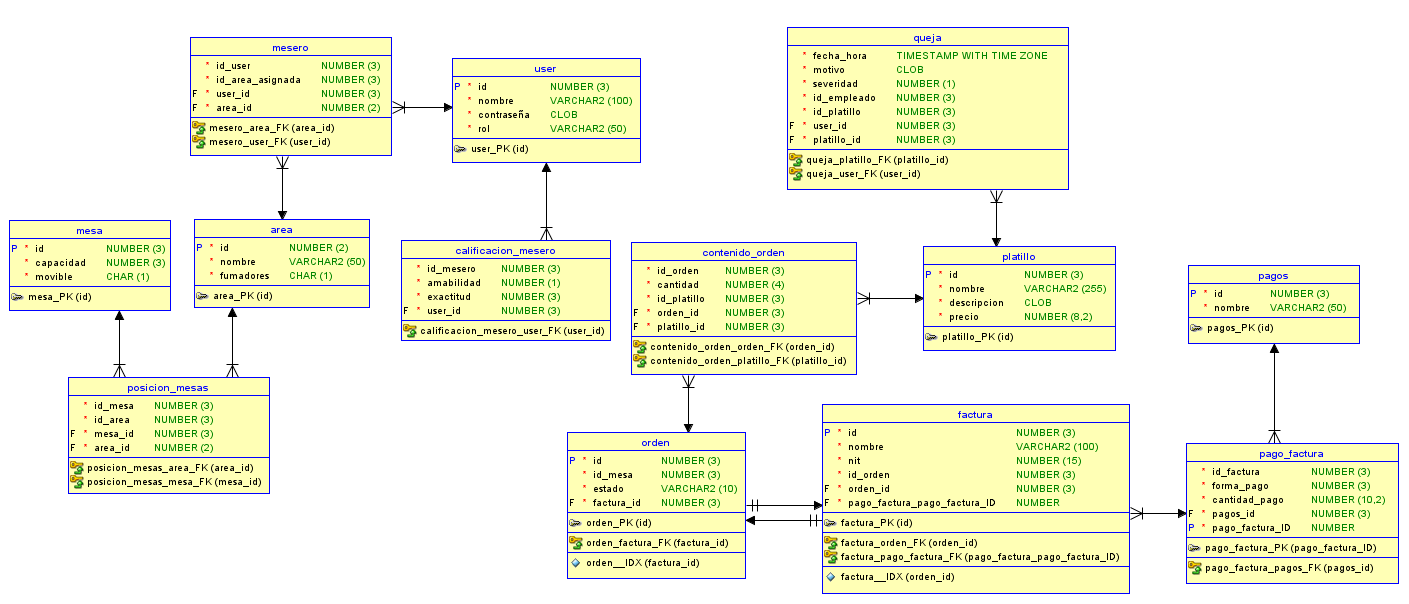 mesero
* id_user NUMBER (3)
* id_area_asignada NUMBER (3)
F * user_id NUMBER (3)
F * area_id NUMBER (2)
mesero_area_FK (area_id)
mesero_user_FK (user_id)
user
P * id NUMBER (3)
* nombre VARCHAR2 (100)
* contraseña CLOB
* rol VARCHAR2 (50)
user_PK (id)
queja
* fecha_hora TIMESTAMP WITH TIME ZONE
* motivo CLOB
* severidad NUMBER (1)
* id_empleado NUMBER (3)
* id_platillo NUMBER (3)
F * user_id NUMBER (3)
F * platillo_id NUMBER (3)
queja_platillo_FK (platillo_id)
queja_user_FK (user_id)
mesa
P * id NUMBER (3)
* capacidad NUMBER (3)
* movible CHAR (1)
mesa_PK (id)
area
P * id NUMBER (2)
* nombre VARCHAR2 (50)
* fumadores CHAR (1)
area_PK (id)
calificacion_mesero
* id_mesero NUMBER (3)
* amabilidad NUMBER (1)
* exactitud NUMBER (3)
F * user_id NUMBER (3)
calificacion_mesero_user_FK (user_id)
contenido_orden
* id_orden NUMBER (3)
* cantidad NUMBER (4)
* id_platillo NUMBER (3)
F * orden_id NUMBER (3)
F * platillo_id NUMBER (3)
contenido_orden_orden_FK (orden_id)
contenido_orden_platillo_FK (platillo_id)
platillo
P * id NUMBER (3)
* nombre VARCHAR2 (255)
* descripcion CLOB
* precio NUMBER (8,2)
platillo_PK (id)
pagos
P * id NUMBER (3)
* nombre VARCHAR2 (50)
pagos_PK (id)
posicion_mesas
* id_mesa NUMBER (3)
* id_area NUMBER (3)
F * mesa_id NUMBER (3)
F * area_id NUMBER (2)
posicion_mesas_area_FK (area_id)
posicion_mesas_mesa_FK (mesa_id)
orden
P * id NUMBER (3)
* id_mesa NUMBER (3)
* estado VARCHAR2 (10)
F * factura_id NUMBER (3)
orden_PK (id)
orden_factura_FK (factura_id)
orden__IDX (factura_id)
factura
P * id NUMBER (3)
* nombre VARCHAR2 (100)
* nit NUMBER (15)
* id_orden NUMBER (3)
F * orden_id NUMBER (3)
F * pago_factura_pago_factura_ID NUMBER
factura_PK (id)
factura_orden_FK (orden_id)
factura_pago_factura_FK (pago_factura_pago_factura_ID)
factura__IDX (orden_id)
pago_factura
* id_factura NUMBER (3)
* forma_pago NUMBER (3)
* cantidad_pago NUMBER (10,2)
F * pagos_id NUMBER (3)
P * pago_factura_ID NUMBER
pago_factura_PK (pago_factura_ID)
pago_factura_pagos_FK (pagos_id)